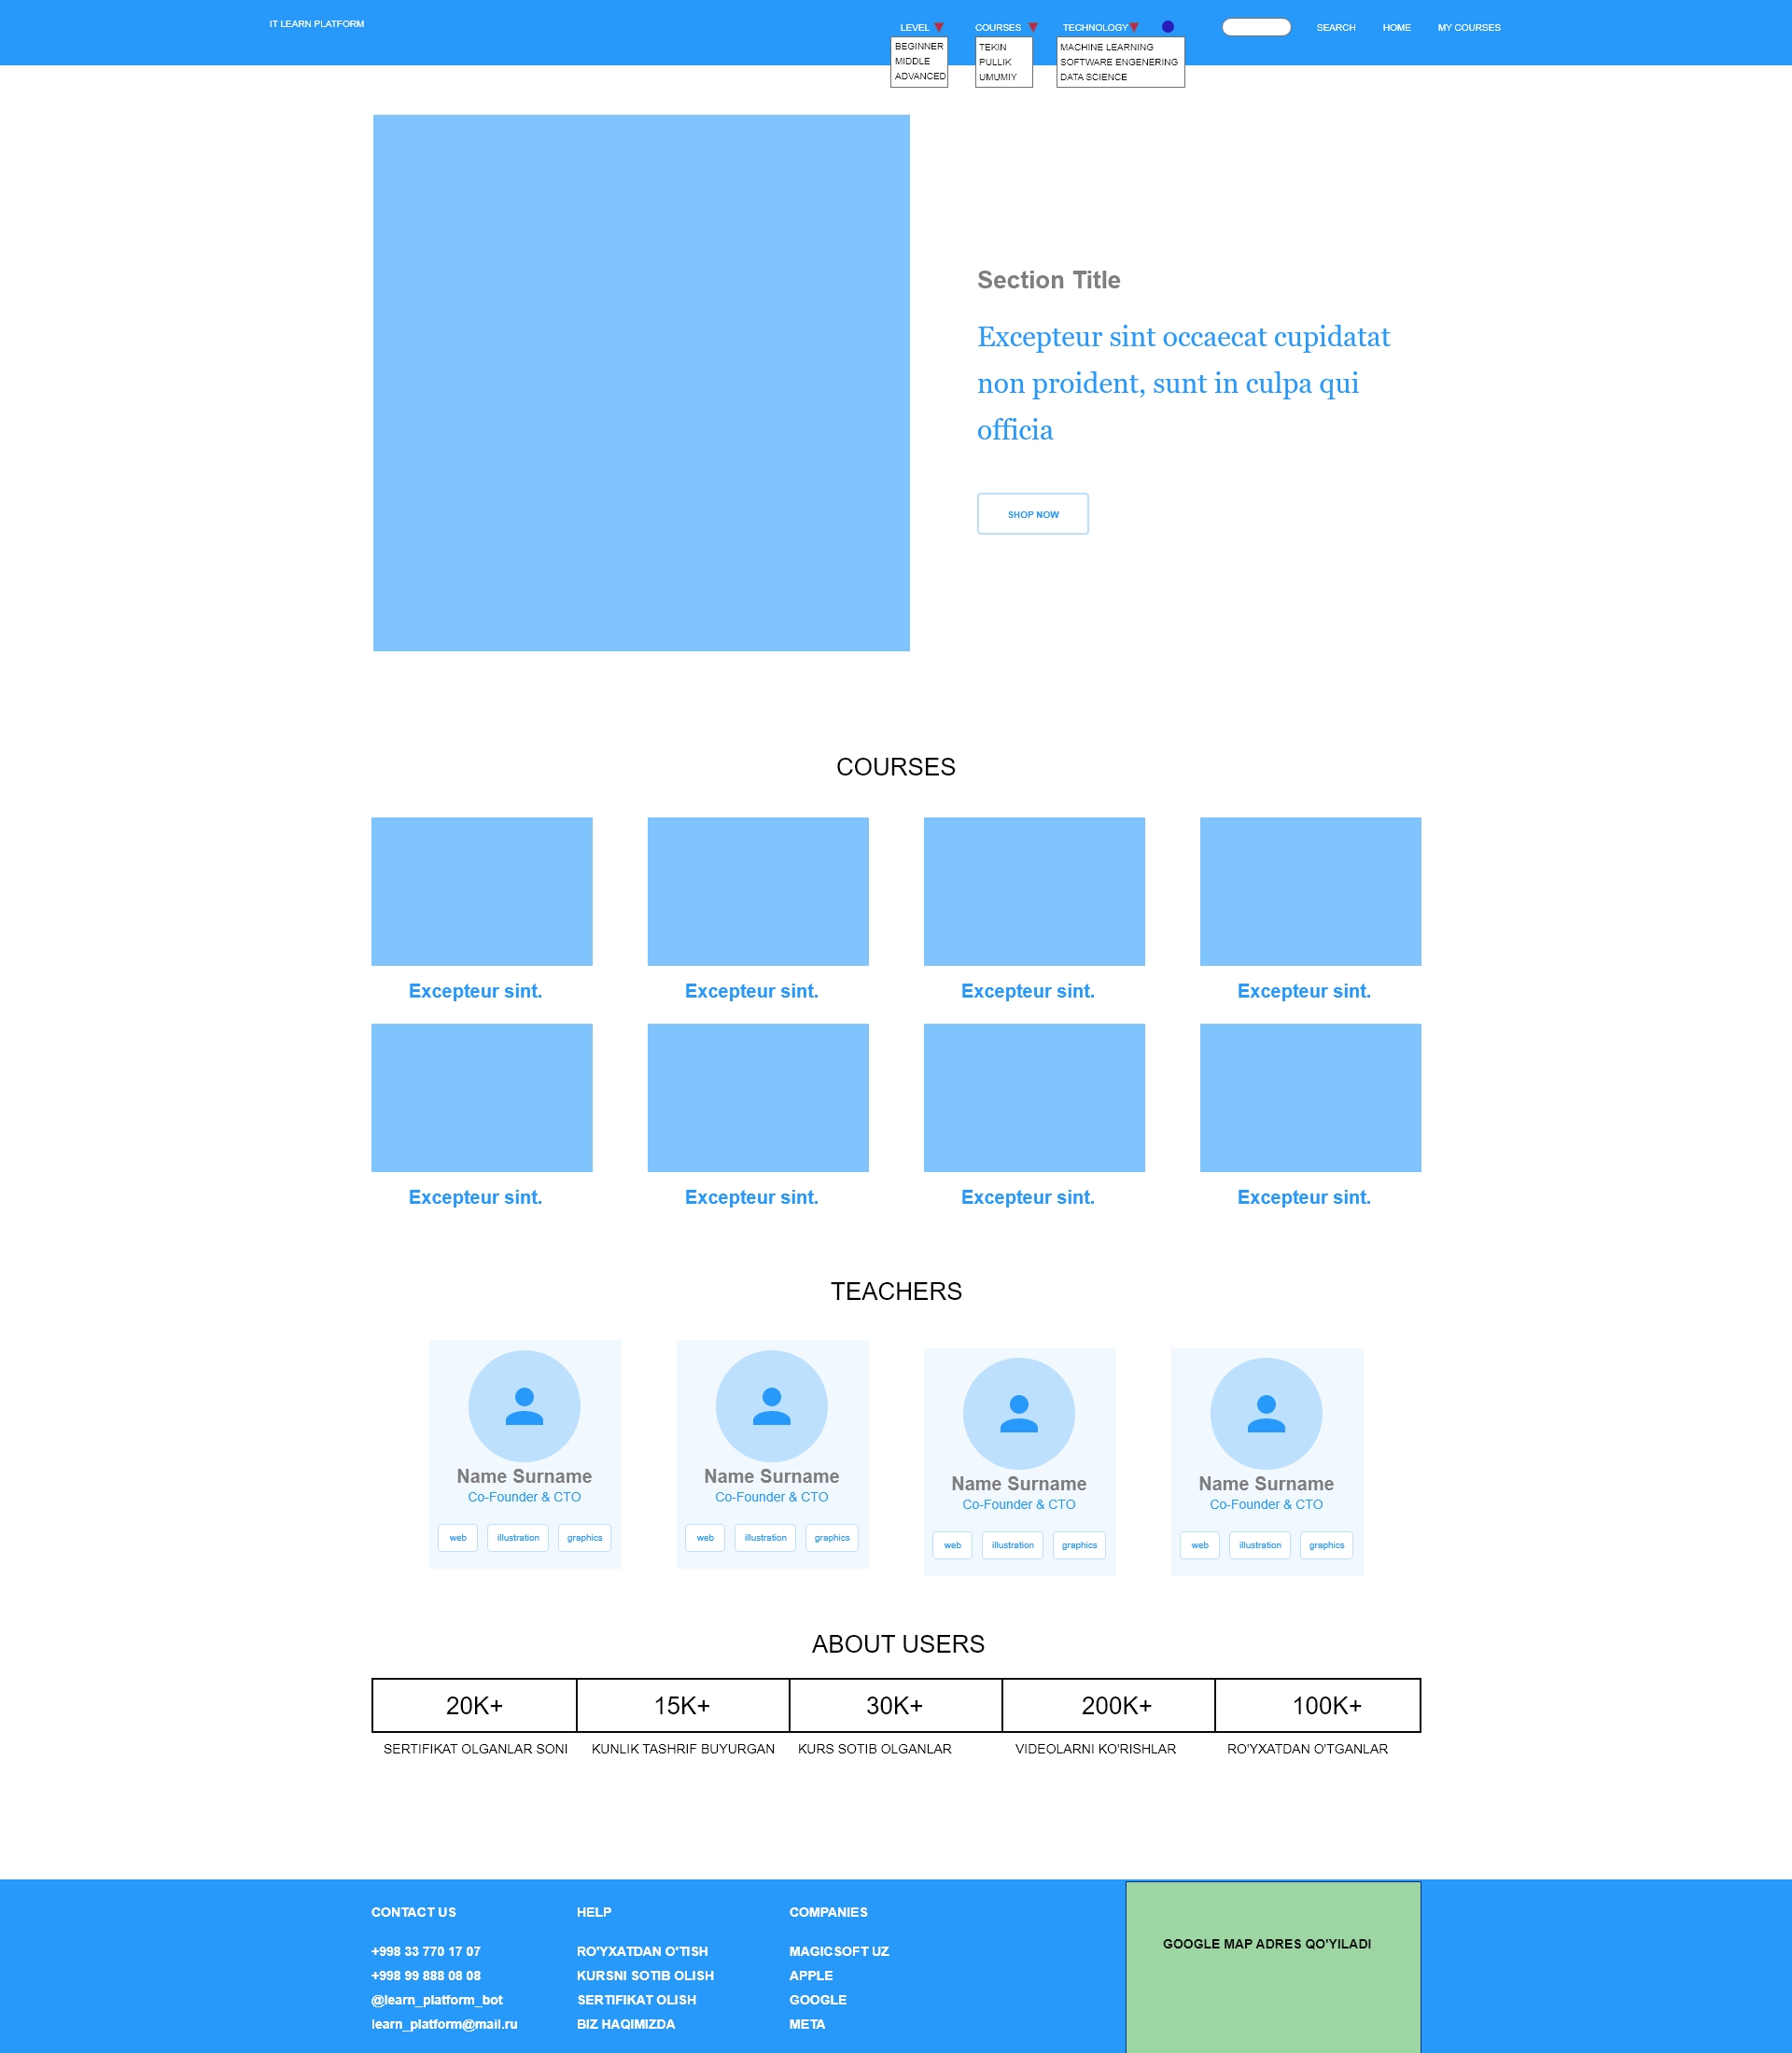 IT LEARN PLATFORM
LEVEL COURSES TECHNOLOGY SEARCH HOME MY COURSES
BEGINNER
MIDDLE
ADVANCED
TEKIN
PULLIK
UMUMIY
MACHINE LEARNING
SOFTWARE ENGENERING
DATA SCIENCE
Section Title
Excepteur sint occaecat cupidatat
non proident, sunt in culpa qui
officia
SHOP NOW
COURSES
Excepteur sint. Excepteur sint. Excepteur sint. Excepteur sint.
Excepteur sint. Excepteur sint. Excepteur sint. Excepteur sint.
TEACHERS
Name Surname
Co-Founder & CTO
web illustration graphics
Name Surname
Co-Founder & CTO
web illustration graphics
Name Surname
Co-Founder & CTO
web illustration graphics
Name Surname
Co-Founder & CTO
web illustration graphics
ABOUT USERS
20K+ 15K+ 30K+ 200K+ 100K+
SERTIFIKAT OLGANLAR SONI KUNLIK TASHRIF BUYURGAN KURS SOTIB OLGANLAR VIDEOLARNI KO'RISHLAR RO'YXATDAN O'TGANLAR
CONTACT US
+998 33 770 17 07
+998 99 888 08 08
@learn_platform_bot
learn_platform@mail.ru
HELP
RO'YXATDAN O'TISH
KURSNI SOTIB OLISH
SERTIFIKAT OLISH
BIZ HAQIMIZDA
COMPANIES
MAGICSOFT UZ
APPLE
GOOGLE
META
GOOGLE MAP ADRES QO'YILADI